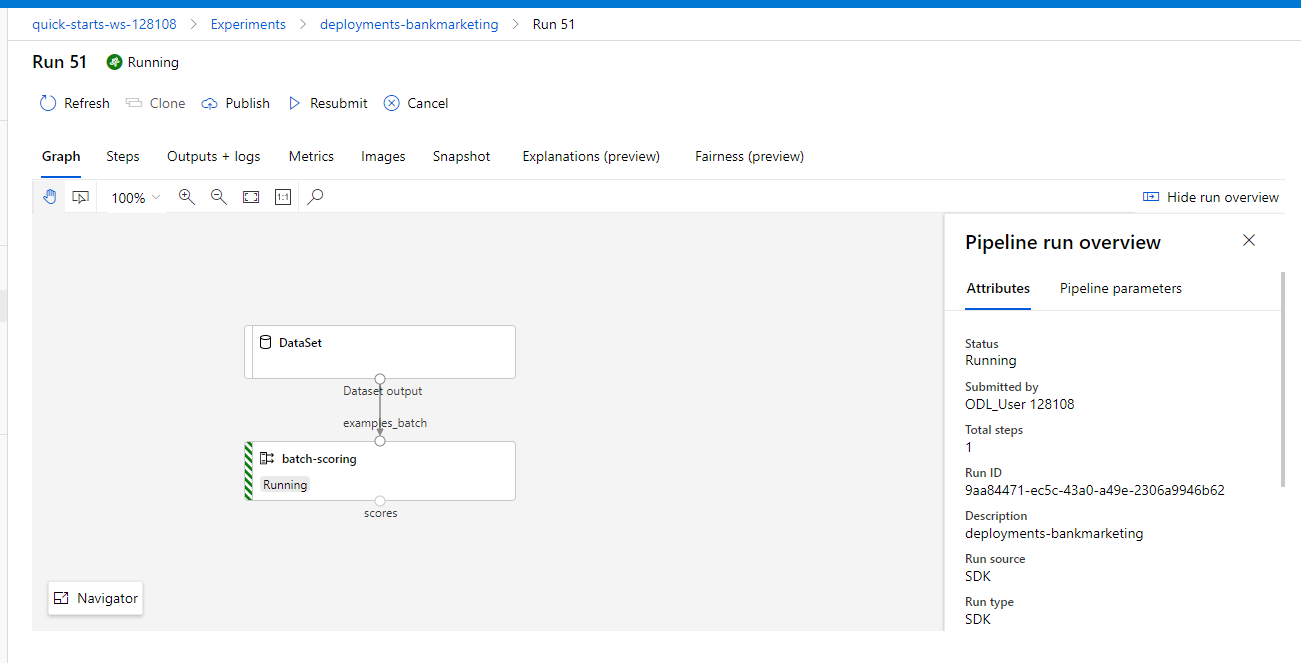 quick-starts-ws-128108 > Experiments > deployments-bankmarketing > Run 51
Run 51 Running
Refresh Clone Publish Resubmit Cancel
Graph Steps Outputs + logs Metrics Images Snapshot Explanations (preview) Fairness (preview)
100% 1:1 Hide run overview
DataSet
Dataset output
examples_batch
batch-scoring
Running
scores
Navigator
Pipeline run overview
Attributes Pipeline parameters
Status
Running
Submitted by
ODL_User 128108
Total steps
1
Run ID
9aa84471-ec5c-43a0-a49e-2306a9946b62
Description
deployments-bankmarketing
Run source
SDK
Run type
SDK